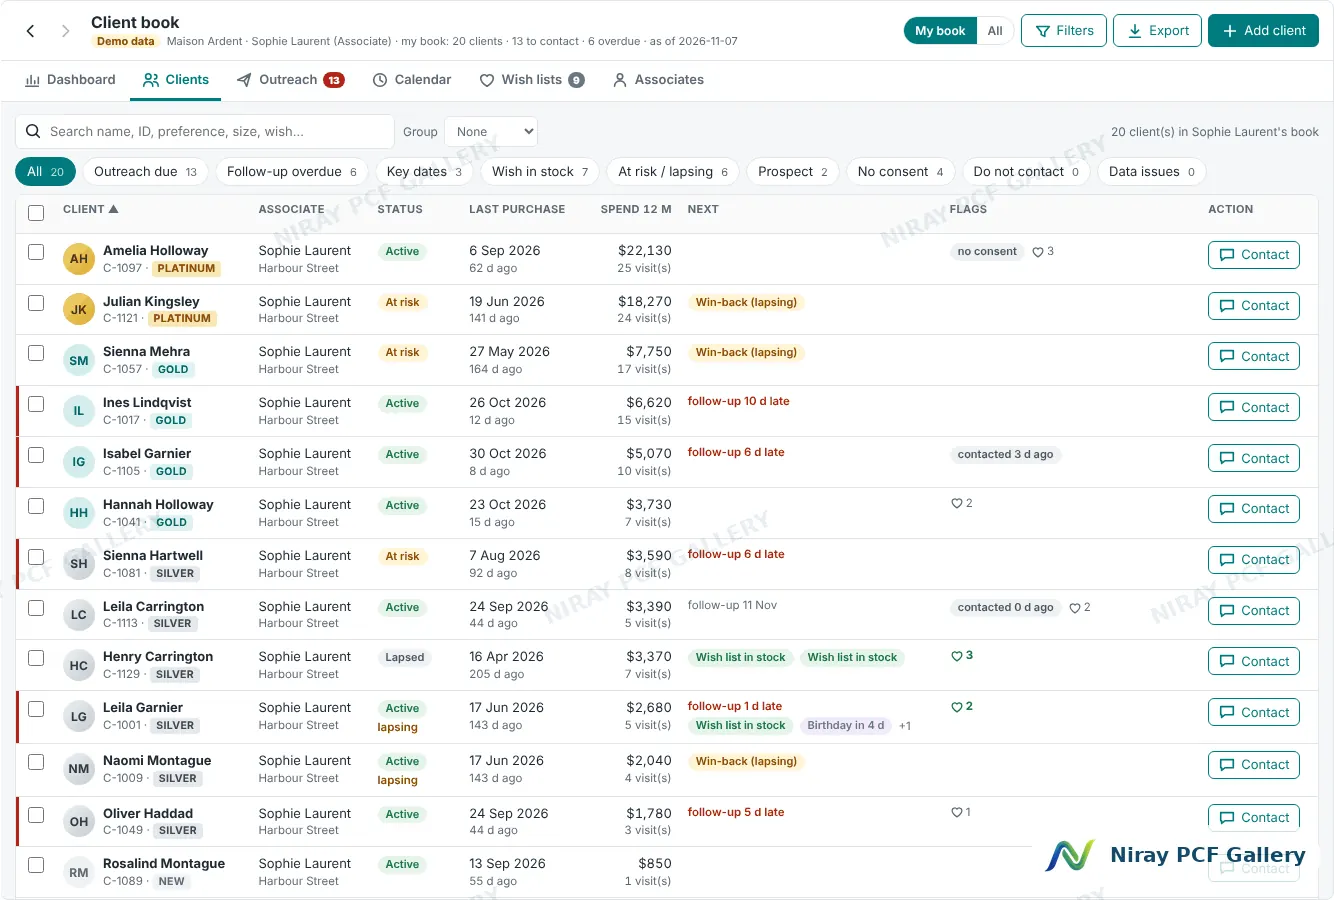 Client book
Demo data Maison Ardent · Sophie Laurent (Associate) · my book: 20 clients · 13 to contact · 6 overdue · as of 2026-11-07
My book All Filters Export Add client
Dashboard Clients Outreach 13 Calendar Wish lists 9 Associates
Search name, ID, preference, size, wish... Group None 20 client(s) in Sophie Laurent's book
All 20 Outreach due 13 Follow-up overdue 6 Key dates 3 Wish in stock 7 At risk / lapsing 6 Prospect 2 No consent 4 Do not contact 0 Data issues 0
CLIENT ▲ ASSOCIATE STATUS LAST PURCHASE SPEND 12 M NEXT FLAGS ACTION
AH Amelia Holloway Sophie Laurent Active 6 Sep 2026 $22,130 no consent 3 Contact
C-1097 · PLATINUM Harbour Street 62 d ago 25 visit(s)
JK Julian Kingsley Sophie Laurent At risk 19 Jun 2026 $18,270 Win-back (lapsing) Contact
C-1121 · PLATINUM Harbour Street 141 d ago 24 visit(s)
SM Sienna Mehra Sophie Laurent At risk 27 May 2026 $7,750 Win-back (lapsing) Contact
C-1057 · GOLD Harbour Street 164 d ago 17 visit(s)
IL Ines Lindqvist Sophie Laurent Active 26 Oct 2026 $6,620 follow-up 10 d late Contact
C-1017 · GOLD Harbour Street 12 d ago 15 visit(s)
IG Isabel Garnier Sophie Laurent Active 30 Oct 2026 $5,070 follow-up 6 d late contacted 3 d ago Contact
C-1105 · GOLD Harbour Street 8 d ago 10 visit(s)
HH Hannah Holloway Sophie Laurent Active 23 Oct 2026 $3,730 2 Contact
C-1041 · GOLD Harbour Street 15 d ago 7 visit(s)
SH Sienna Hartwell Sophie Laurent At risk 7 Aug 2026 $3,590 follow-up 6 d late Contact
C-1081 · SILVER Harbour Street 92 d ago 8 visit(s)
LC Leila Carrington Sophie Laurent Active 24 Sep 2026 $3,390 follow-up 11 Nov contacted 0 d ago 2 Contact
C-1113 · SILVER Harbour Street 44 d ago 5 visit(s)
HC Henry Carrington Sophie Laurent Lapsed 16 Apr 2026 $3,370 Wish list in stock Wish list in stock 3 Contact
C-1129 · SILVER Harbour Street 205 d ago 7 visit(s)
LG Leila Garnier Sophie Laurent Active 17 Jun 2026 $2,680 follow-up 1 d late 2 Contact
C-1001 · SILVER Harbour Street lapsing 143 d ago 5 visit(s) Wish list in stock Birthday in 4 d +1
NM Naomi Montague Sophie Laurent Active 17 Jun 2026 $2,040 Win-back (lapsing) Contact
C-1009 · SILVER Harbour Street lapsing 143 d ago 4 visit(s)
OH Oliver Haddad Sophie Laurent Active 24 Sep 2026 $1,780 follow-up 5 d late 1 Contact
C-1049 · SILVER Harbour Street 44 d ago 3 visit(s)
RM Rosalind Montague Sophie Laurent Active 13 Sep 2026 $850 Contact
C-1089 · NEW Harbour Street 55 d ago 1 visit(s)
Niray PCF Gallery
NIRAY PCF GALLERY
NIRAY PCF GALLERY
NIRAY PCF GALLERY